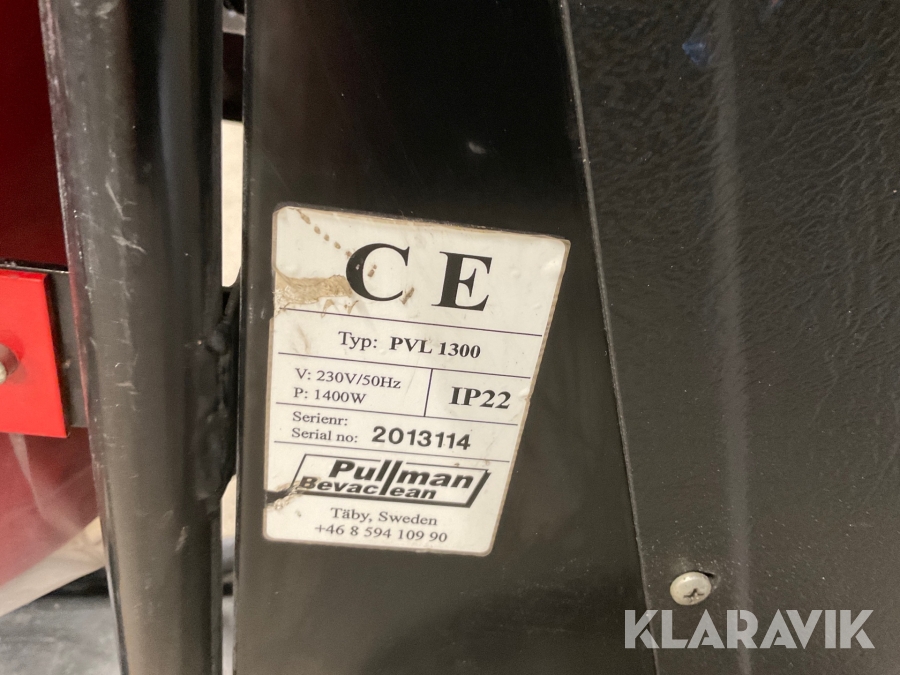 C E
Typ: PVL 1300
V: 230V/50Hz
P: 1400W
IP22
Serienr:
Serial no: 2013114
Pullman
Bevaclean
Täby, Sweden
+46 8 594 109 90
KLARAVIK